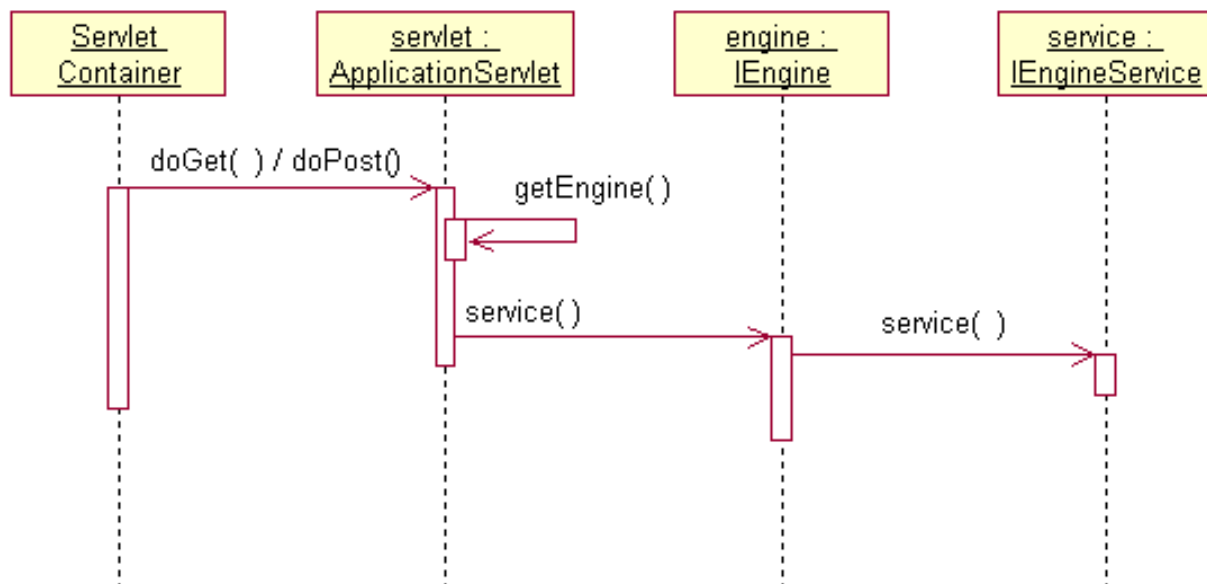 Servlet
Container
servlet :
ApplicationServlet
engine :
IEngine
service :
IEngineService
doGet(  ) / doPost()
getEngine( )
service( )
service(  )